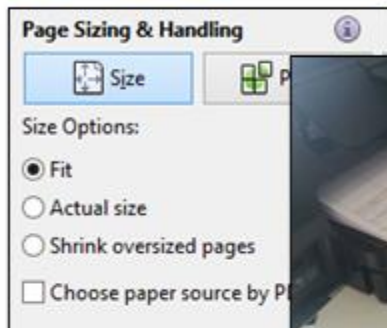 Page Sizing & Handling
Size
Size Options:
Fit
Actual size
Shrink oversized pages
Choose paper source by